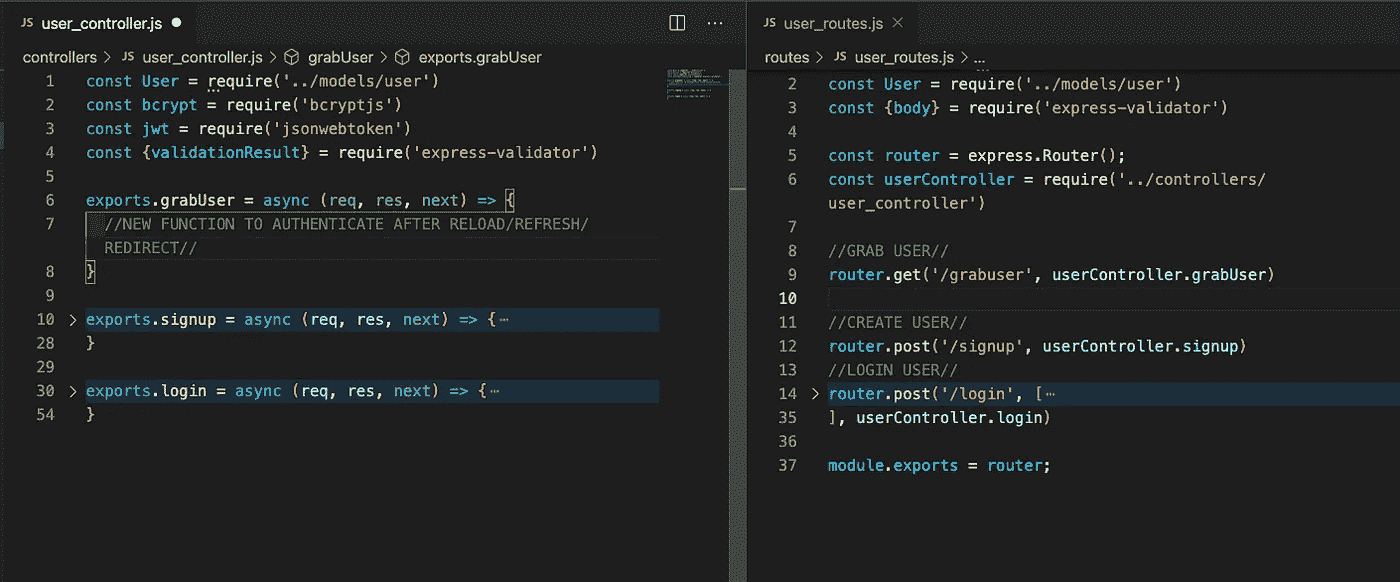 JS user_controller.js
controllers > JS user_controller.js > grabUser > exports.grabUser
1 const User = require('../models/user')
2 const bcrypt = require('bcryptjs')
3 const jwt = require('jsonwebtoken')
4 const {validationResult} = require('express-validator')
5
6 exports.grabUser = async (req, res, next) => {
7 //NEW FUNCTION TO AUTHENTICATE AFTER RELOAD/REFRESH/
REDIRECT//
8 }
9
10 > exports.signup = async (req, res, next) => {⋯
28 }
29
30 > exports.login = async (req, res, next) => {⋯
54 }
JS user_routes.js
routes > JS user_routes.js > ...
2 const User = require('../models/user')
3 const {body} = require('express-validator')
4
5 const router = express.Router();
6 const userController = require('../controllers/
user_controller')
7
8 //GRAB USER//
9 router.get('/grabuser', userController.grabUser)
10
11 //CREATE USER//
12 router.post('/signup', userController.signup)
13 //LOGIN USER//
14 > router.post('/login', [⋯
35 ], userController.login)
36
37 module.exports = router;